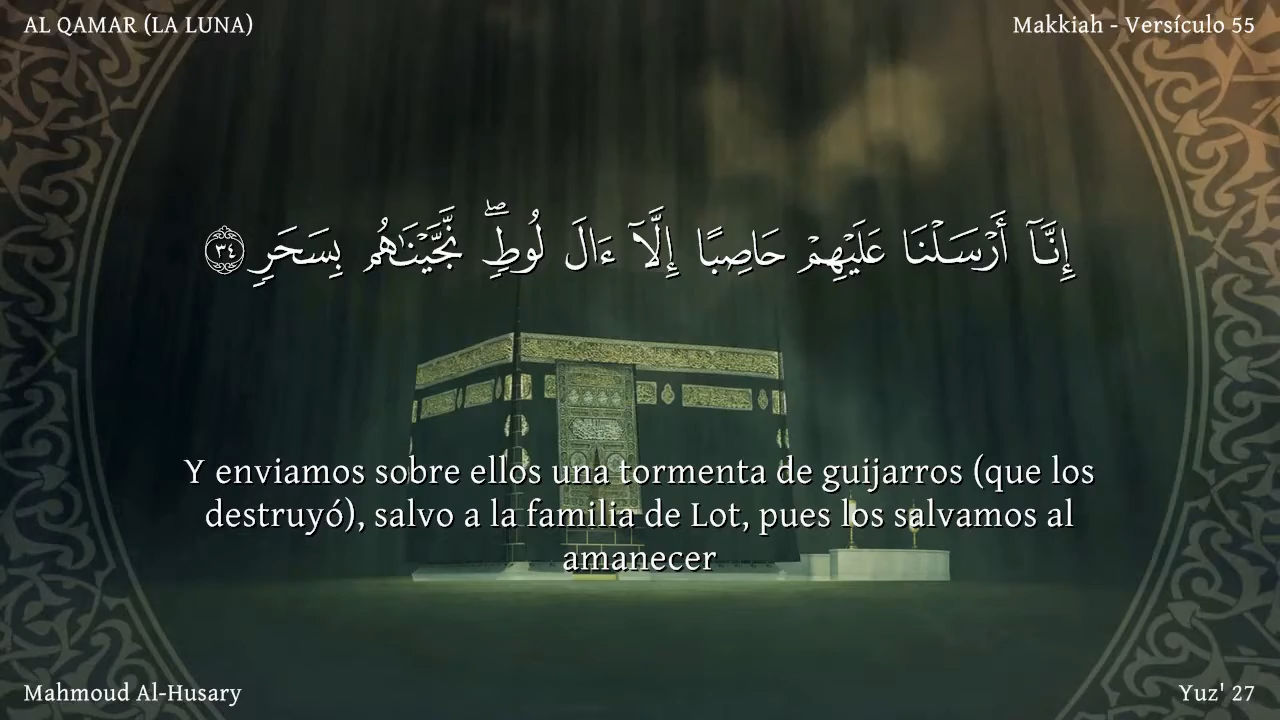 AL QAMAR (LA LUNA)
Makkiah - Versículo 55
إِنَّآ أَرْسَلْنَا عَلَيْهِمْ حَاصِبًا إِلَّآ ءَالَ لُوطٍۖ نَّجَّيْنَٰهُم بِسَحَرٍۢ ٣٤
Y enviamos sobre ellos una tormenta de guijarros (que los
destruyó), salvo a la familia de Lot, pues los salvamos al
amanecer
Mahmoud Al-Husary
Yuz' 27